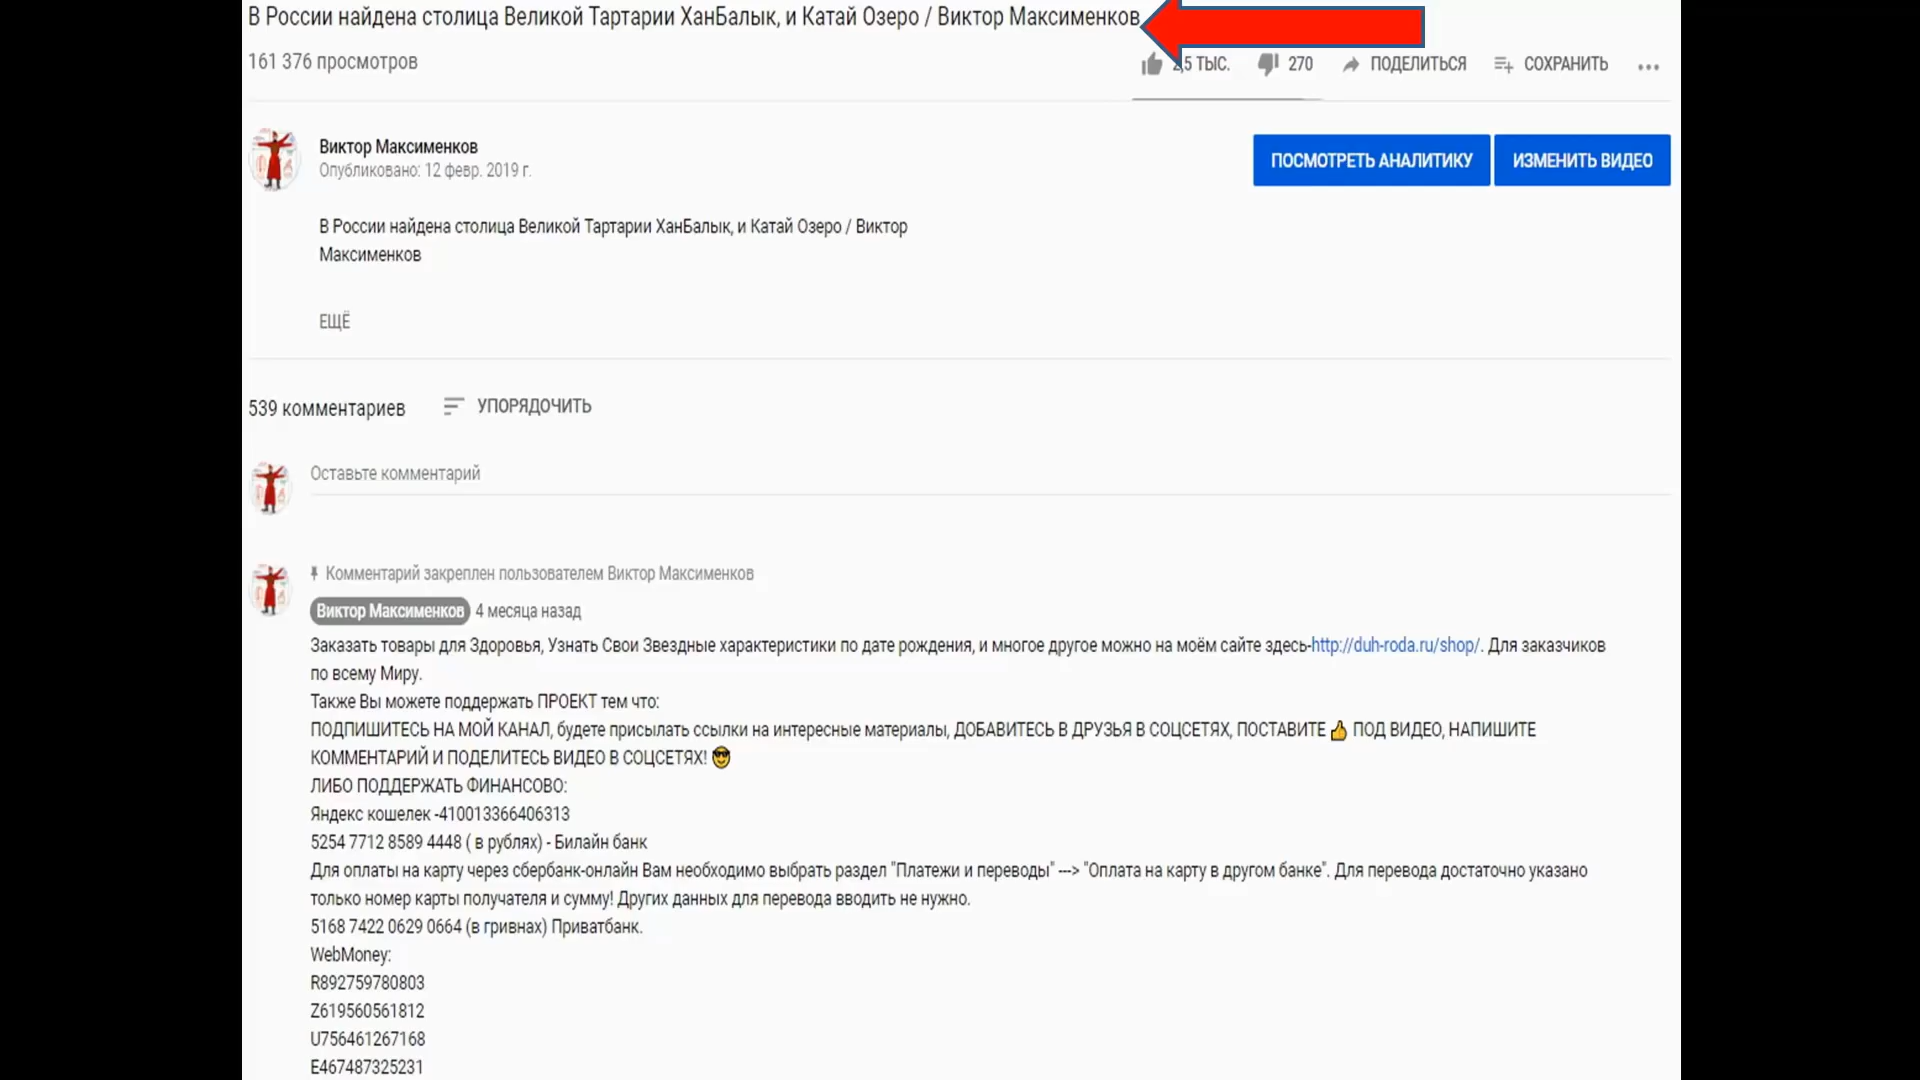 В России найдена столица Великой Тартарии ХанБалык, и Катай Озеро / Виктор Максименков
161 376 просмотров
2,5 ТЫС.
270
ПОДЕЛИТЬСЯ
СОХРАНИТЬ
Виктор Максименков
Опубликовано: 12 февр. 2019 г.
ПОСМОТРЕТЬ АНАЛИТИКУ
ИЗМЕНИТЬ ВИДЕО
В России найдена столица Великой Тартарии ХанБалык, и Катай Озеро / Виктор
Максименков
ЕЩЁ
539 комментариев
УПОРЯДОЧИТЬ
Оставьте комментарий
Комментарий закреплен пользователем Виктор Максименков
Виктор Максименков 4 месяца назад
Заказать товары для Здоровья, Узнать Свои Звездные характеристики по дате рождения, и многое другое можно на моём сайте здесь-http://duh-roda.ru/shop/. Для заказчиков
по всему Миру.
Также Вы можете поддержать ПРОЕКТ тем что:
ПОДПИШИТЕСЬ НА МОЙ КАНАЛ, будете присылать ссылки на интересные материалы, ДОБАВИТЕСЬ В ДРУЗЬЯ В СОЦСЕТЯХ, ПОСТАВИТЕ 👍 ПОД ВИДЕО, НАПИШИТЕ
КОММЕНТАРИЙ И ПОДЕЛИТЕСЬ ВИДЕО В СОЦСЕТЯХ! 😎
ЛИБО ПОДДЕРЖАТЬ ФИНАНСОВО:
Яндекс кошелек -410013366406313
5254 7712 8589 4448 ( в рублях) - Билайн банк
Для оплаты на карту через сбербанк-онлайн Вам необходимо выбрать раздел "Платежи и переводы" ---> "Оплата на карту в другом банке". Для перевода достаточно указано
только номер карты получателя и сумму! Других данных для перевода вводить не нужно.
5168 7422 0629 0664 (в гривнах) Приватбанк.
WebMoney:
R892759780803
Z619560561812
U756461267168
E467487325231